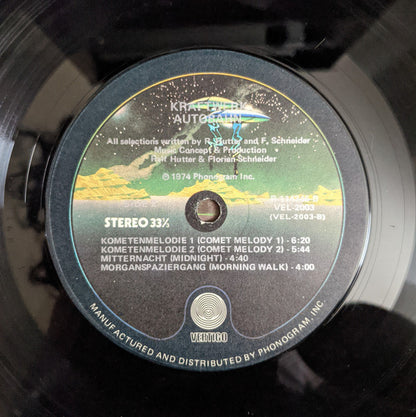 KRAFTWERK
AUTOBAHN
All selections written by R. Hutter and F. Schneider
Music Concept & Production
Ralf Hutter & Florian Schneider
℗ 1974 Phonogram Inc.
VEL-2003
(VEL-2003-B)
STEREO 33⅓
KOMETENMELODIE 1 (COMET MELODY 1) - 6:20
KOMETENMELODIE 2 (COMET MELODY 2) - 5:44
MITTERNACHT (MIDNIGHT) - 4:40
MORGANSPAZIERGANG (MORNING WALK) - 4:00
VERTIGO
MANUFACTURED AND DISTRIBUTED BY PHONOGRAM, INC.